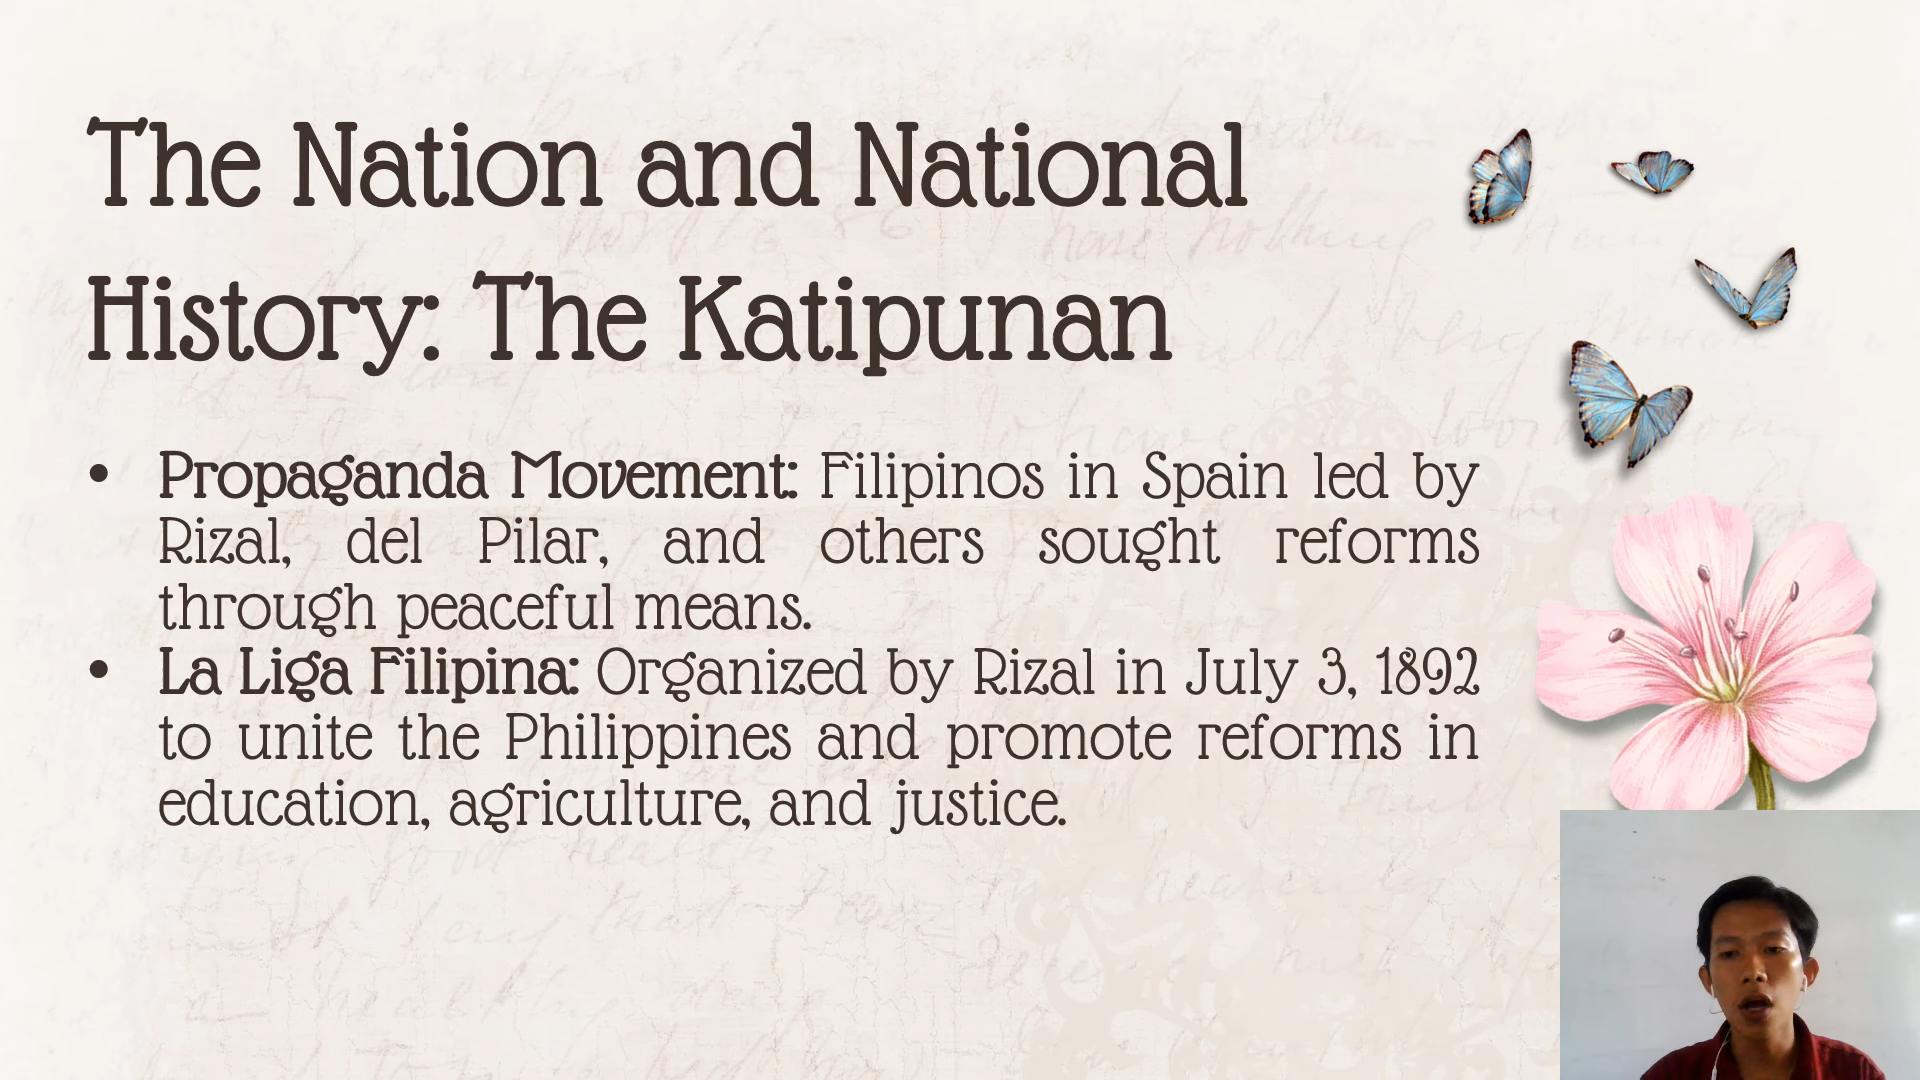 The Nation and National
History: The Katipunan
• Propaganda Movement: Filipinos in Spain led by
Rizal, del Pilar, and others sought reforms
through peaceful means.
• La Liga Filipina: Organized by Rizal in July 3, 1892
to unite the Philippines and promote reforms in
education, agriculture, and justice.